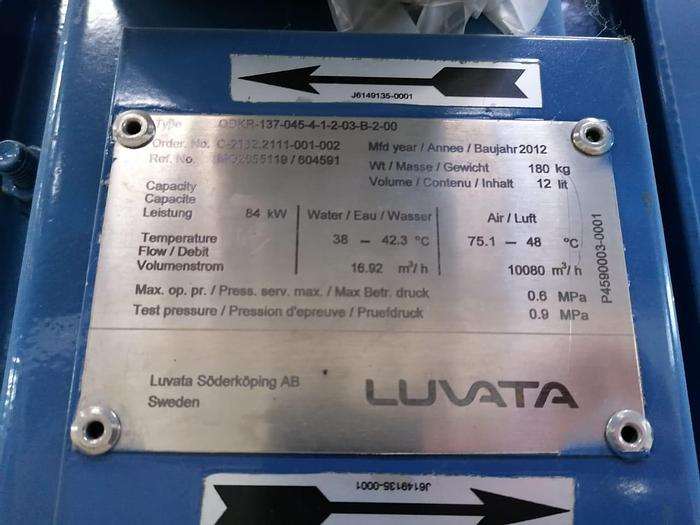 J6149135-0001
Type QDKR-137-045-4-1-2-03-B-2-00
Order. No. C-2132.2111-001-002
Mfd year / Annee / Baujahr 2012
Ref. No. / 604591
Wt / Masse / Gewicht 180 kg
Volume / Contenu / Inhalt 12 lit
Capacity
Capacite
Leistung 84 kW
Water / Eau / Wasser
Air / Luft
Temperature 38 – 42.3 °C 75.1 – 48 °C
Flow / Debit
Volumenstrom 16.92 m³/h 10080 m³/h
Max. op. pr. / Press. serv. max. / Max Betr. druck 0.6 MPa
Test pressure / Pression d'epreuve / Pruefdruck 0.9 MPa
P4590003-0001
Luvata Söderköping AB
Sweden
LUVATA
J6149135-0001